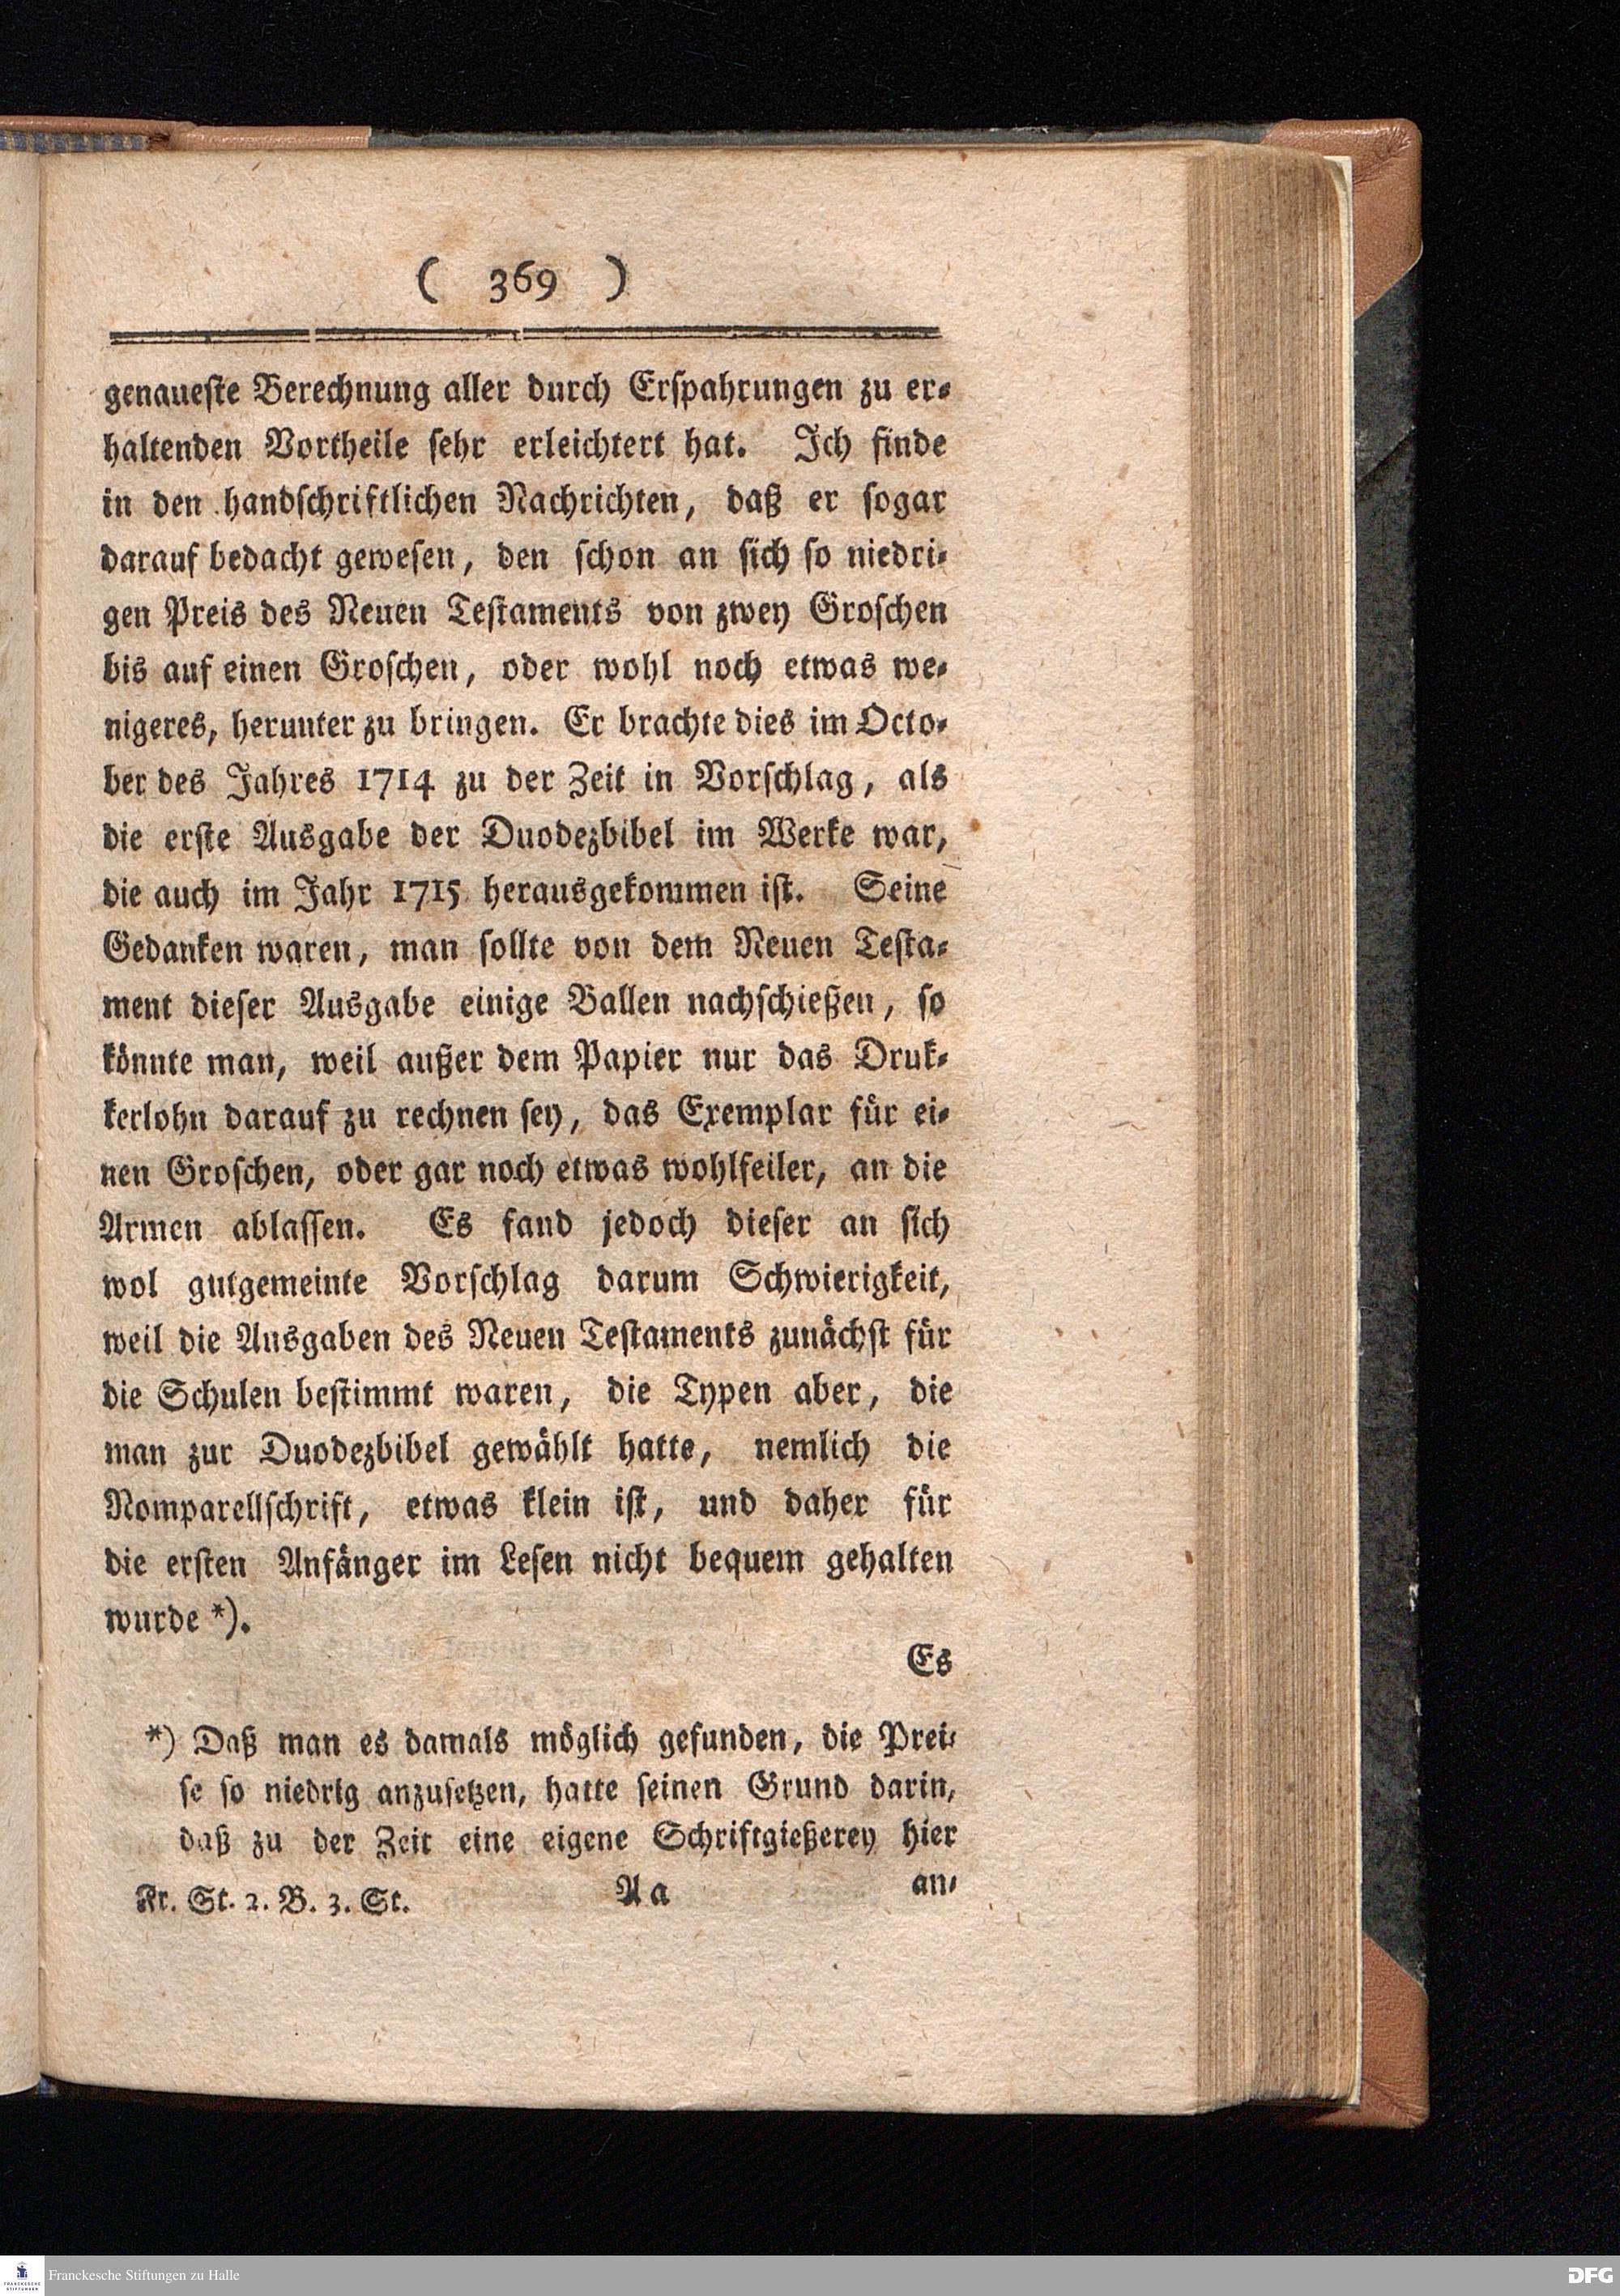 ( 369 )
genaueste Berechnung aller durch Erspahrungen zu er-
haltenden Vortheile sehr erleichtert hat. Ich finde
in den handschriftlichen Nachrichten, daß er sogar
darauf bedacht gewesen, den schon an sich so niedri-
gen Preis des Neuen Testaments von zwey Groschen
bis auf einen Groschen, oder wohl noch etwas we-
nigeres, herunter zu bringen. Er brachte dies im Octo-
ber des Jahres 1714 zu der Zeit in Vorschlag, als
die erste Ausgabe der Duodezbibel im Werke war,
die auch im Jahr 1715 herausgekommen ist. Seine
Gedanken waren, man sollte von dem Neuen Testa-
ment dieser Ausgabe einige Ballen nachschießen, so
könnte man, weil außer dem Papier nur das Druk-
kerlohn darauf zu rechnen sey, das Exemplar für ei-
nen Groschen, oder gar noch etwas wohlfeiler, an die
Armen ablassen. Es fand jedoch dieser an sich
wol gutgemeinte Vorschlag darum Schwierigkeit,
weil die Ausgaben des Neuen Testaments zunächst für
die Schulen bestimmt waren, die Typen aber, die
man zur Duodezbibel gewählt hatte, nemlich die
Nomparellschrift, etwas klein ist, und daher für
die ersten Anfänger im Lesen nicht bequem gehalten
wurde *).
Es
*) Daß man es damals möglich gefunden, die Prei-
se so niedrig anzusetzen, hatte seinen Grund darin,
daß zu der Zeit eine eigene Schriftgießerey hier
Fr. St. 2. B. 3. St. Aa an-
FRANCKESCHE STIFTUNGEN
Franckesche Stiftungen zu Halle
DFG